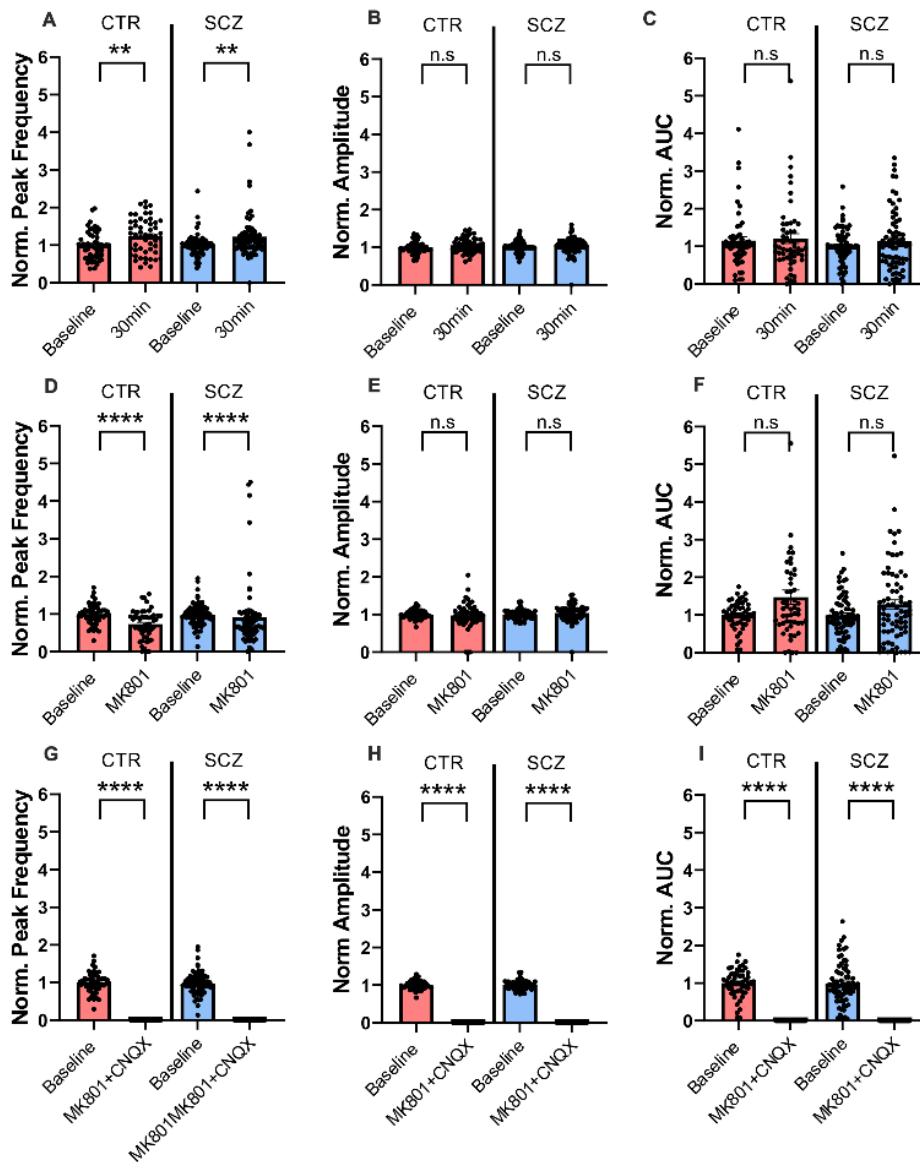 A
CTR SCZ
** **
Norm. Peak Frequency
6
5
4
3
2
1
0
Baseline 30min Baseline 30min
B
CTR SCZ
n.s n.s
Norm. Amplitude
6
5
4
3
2
1
0
Baseline 30min Baseline 30min
C
CTR SCZ
n.s n.s
Norm. AUC
6
5
4
3
2
1
0
Baseline 30min Baseline 30min
D
CTR SCZ
**** ****
Norm. Peak Frequency
6
5
4
3
2
1
0
Baseline MK801 Baseline MK801
E
CTR SCZ
n.s n.s
Norm. Amplitude
6
5
4
3
2
1
0
Baseline MK801 Baseline MK801
F
CTR SCZ
n.s n.s
Norm. AUC
6
5
4
3
2
1
0
Baseline MK801 Baseline MK801
G
CTR SCZ
**** ****
Norm. Peak Frequency
6
5
4
3
2
1
0
Baseline MK801+CNQX Baseline MK801MK801+CNQX
H
CTR SCZ
**** ****
Norm Amplitude
6
5
4
3
2
1
0
Baseline MK801+CNQX Baseline MK801+CNQX
I
CTR SCZ
**** ****
Norm. AUC
6
5
4
3
2
1
0
Baseline MK801+CNQX Baseline MK801+CNQX